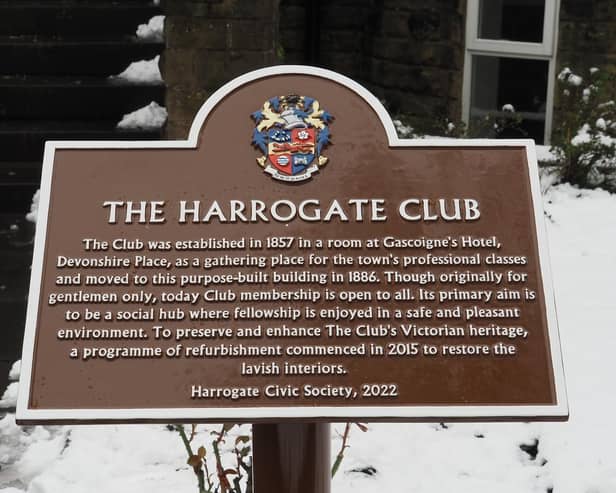 THE HARROGATE CLUB
The Club was established in 1857 in a room at Gascoigne's Hotel,
Devonshire Place, as a gathering place for the town's professional classes
and moved to this purpose-built building in 1886. Though originally for
gentlemen only, today Club membership is open to all. Its primary aim is
to be a social hub where fellowship is enjoyed in a safe and pleasant
environment. To preserve and enhance The Club's Victorian heritage,
a programme of refurbishment commenced in 2015 to restore the
lavish interiors.
Harrogate Civic Society, 2022